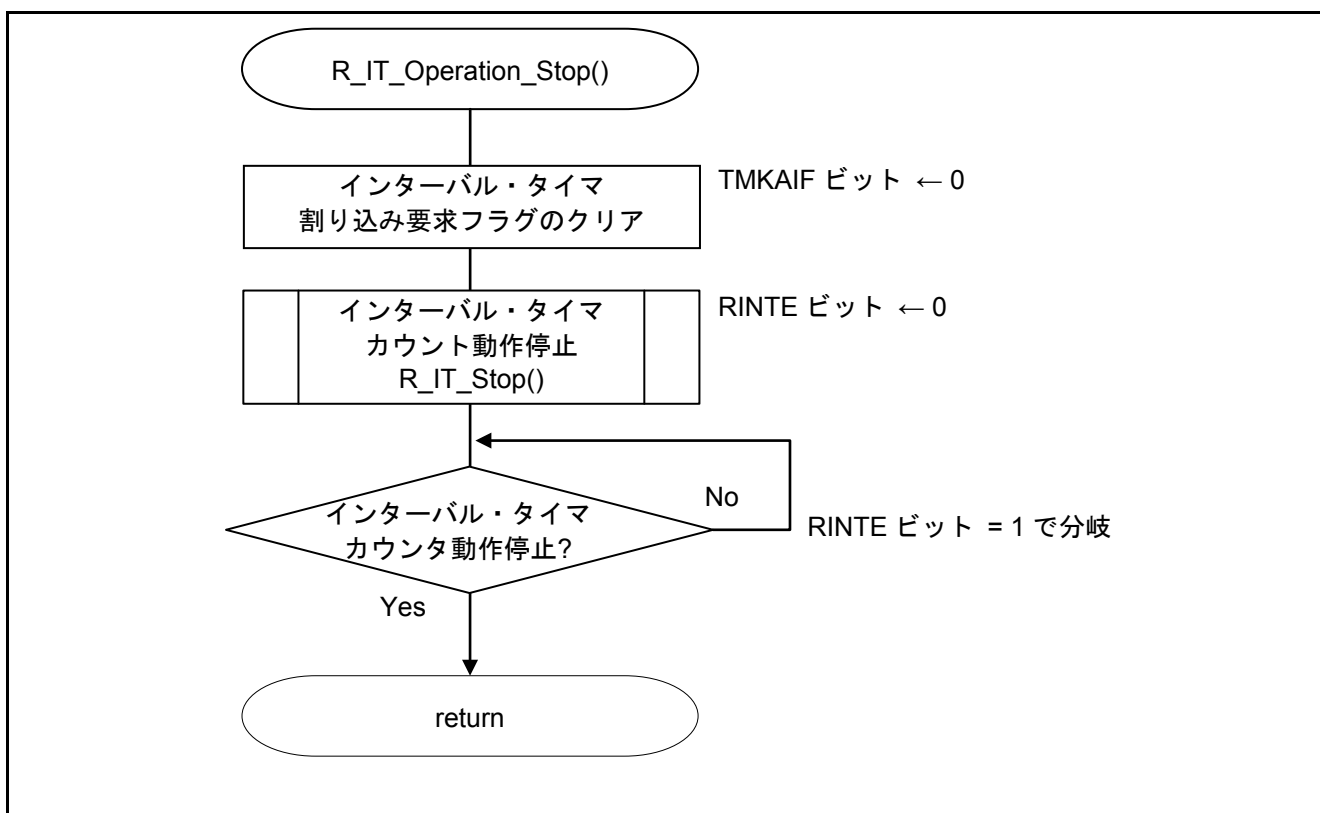 R_IT_Operation_Stop()
インターバル・タイマ
割り込み要求フラグのクリア
TMKAIF ビット ← 0
インターバル・タイマ
カウント動作停止
R_IT_Stop()
RINTE ビット ← 0
インターバル・タイマ
カウンタ動作停止?
No
RINTE ビット = 1 で分岐
Yes
return